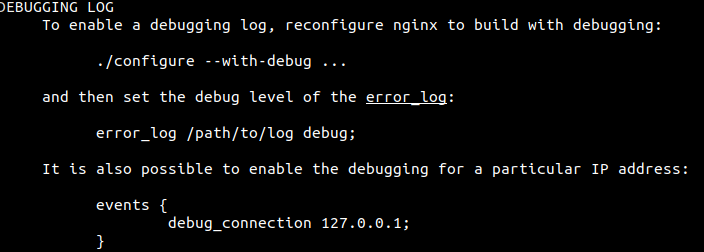 DEBUGGING LOG
To enable a debugging log, reconfigure nginx to build with debugging:
./configure --with-debug ...
and then set the debug level of the error_log:
error_log /path/to/log debug;
It is also possible to enable the debugging for a particular IP address:
events {
debug_connection 127.0.0.1;
}